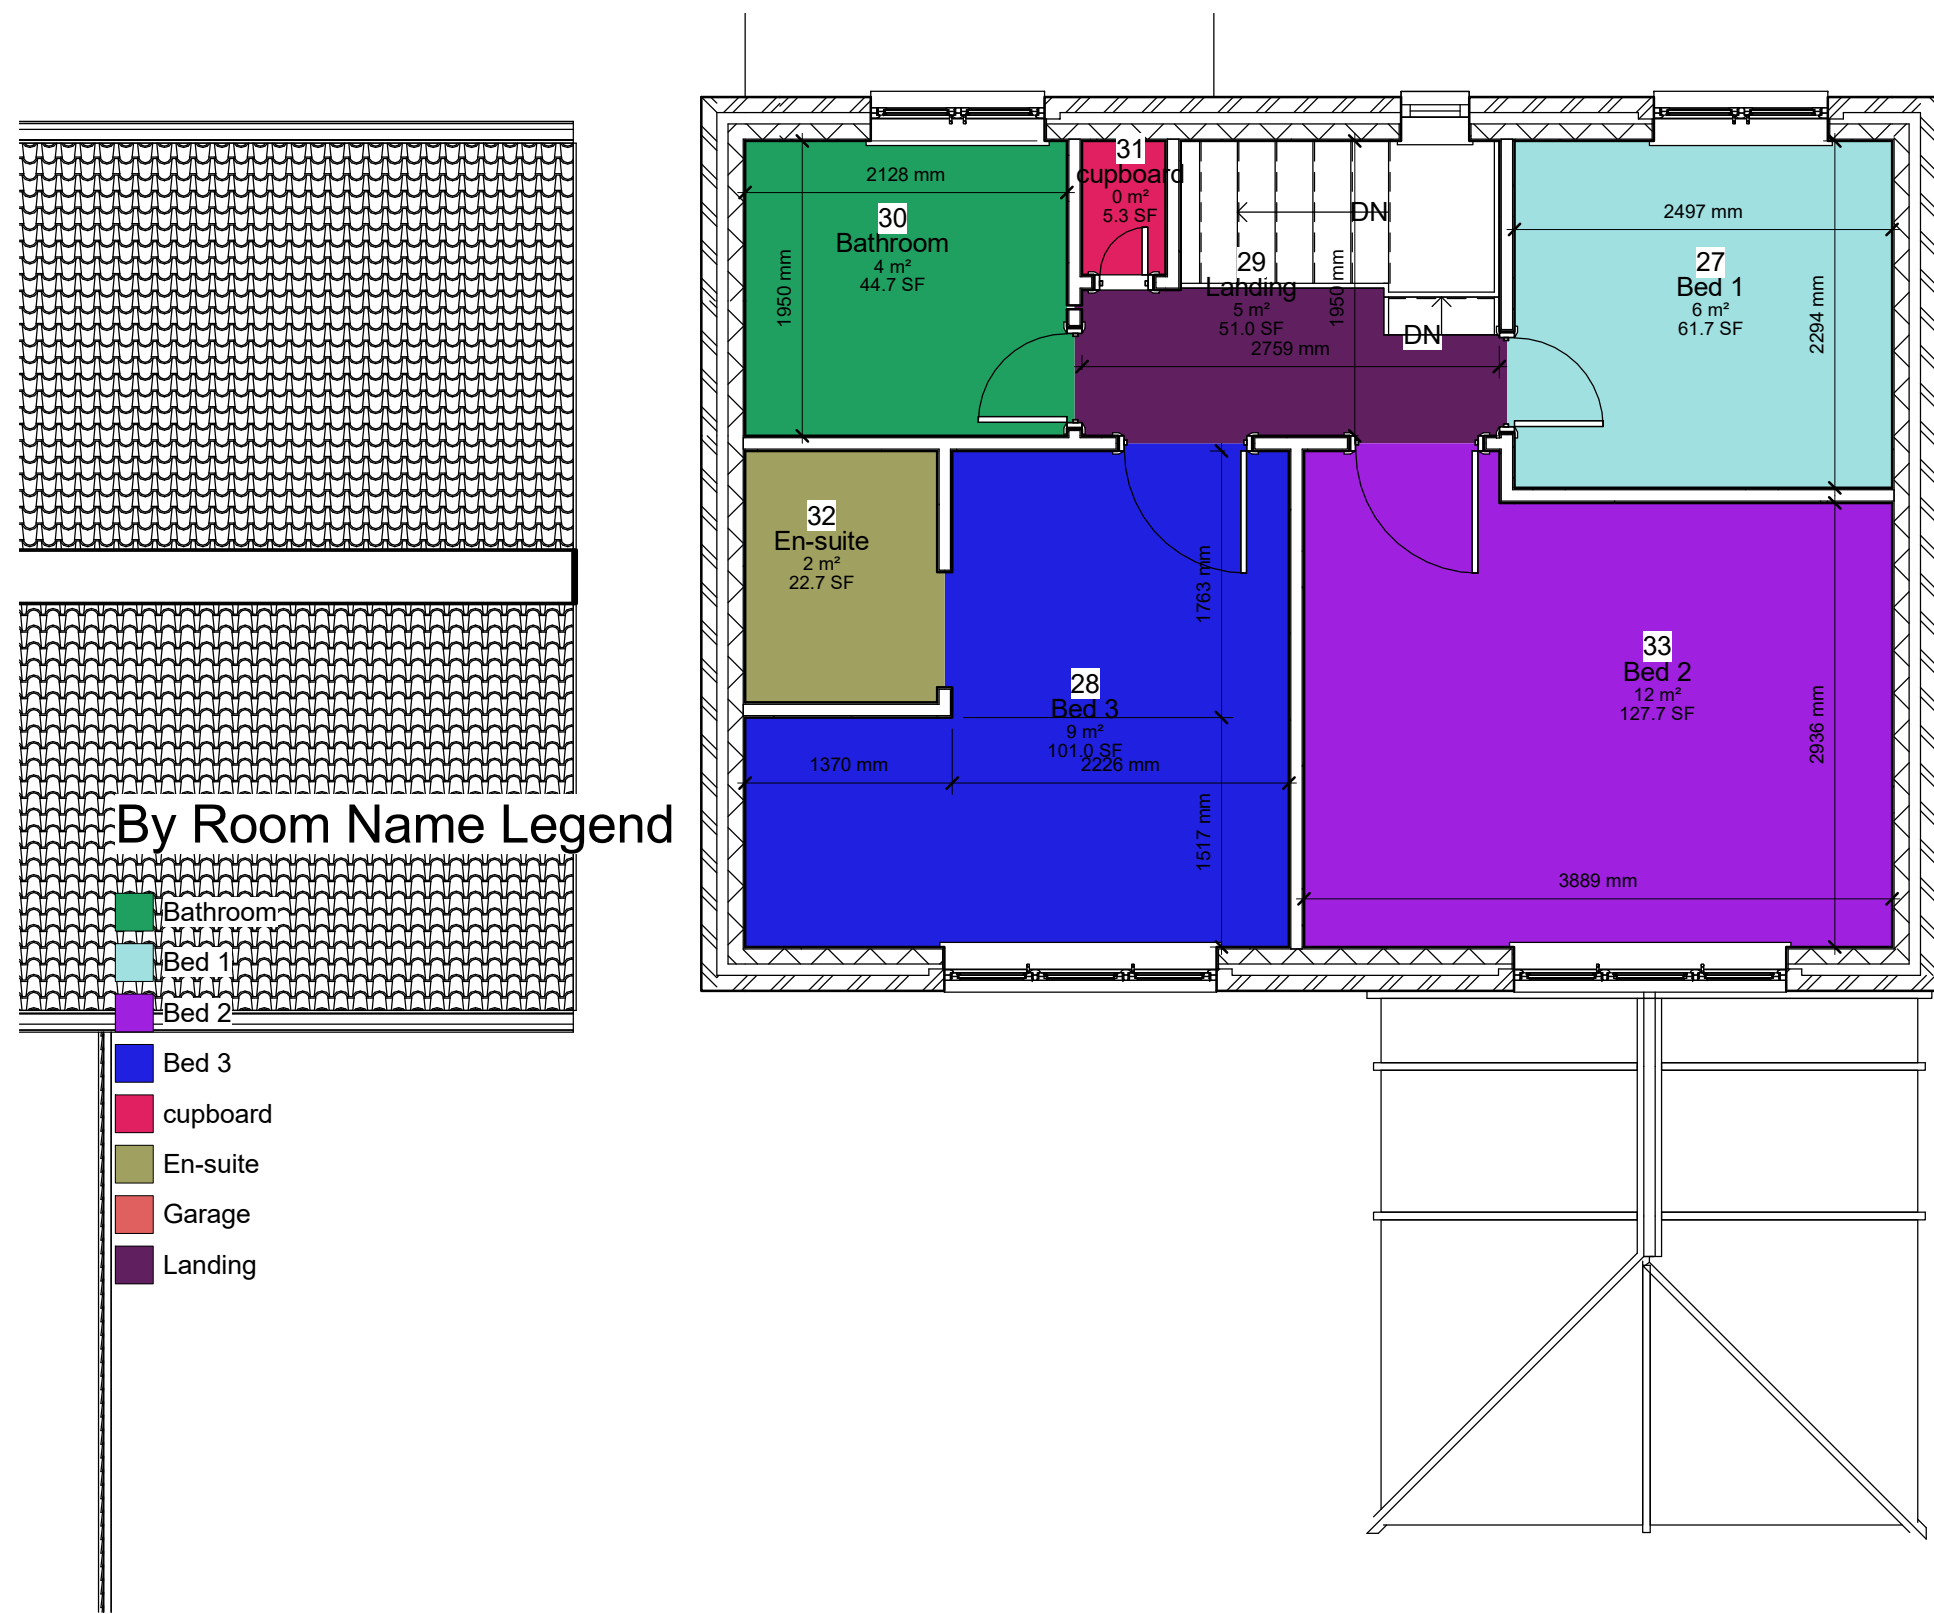 2128 mm
30
Bathroom
4 m²
44.7 SF
1950 mm
31
cupboard
0 m²
5.3 SF
DN
29
Landing
5 m²
51.0 SF
2759 mm
1950 mm
DN
2497 mm
27
Bed 1
6 m²
61.7 SF
2294 mm
32
En-suite
2 m²
22.7 SF
1763 mm
28
Bed 3
9 m²
101.0 SF
1370 mm
2226 mm
1517 mm
33
Bed 2
12 m²
127.7 SF
2936 mm
3889 mm
By Room Name Legend
Bathroom
Bed 1
Bed 2
Bed 3
cupboard
En-suite
Garage
Landing